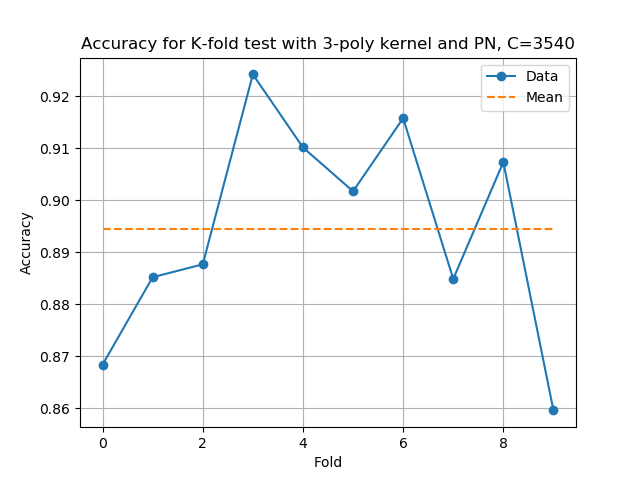 Accuracy for K-fold test with 3-poly kernel and PN, C=3540
Data
Mean
0.92
0.91
0.90
0.89
0.88
0.87
0.86
Accuracy
0
2
4
6
8
Fold